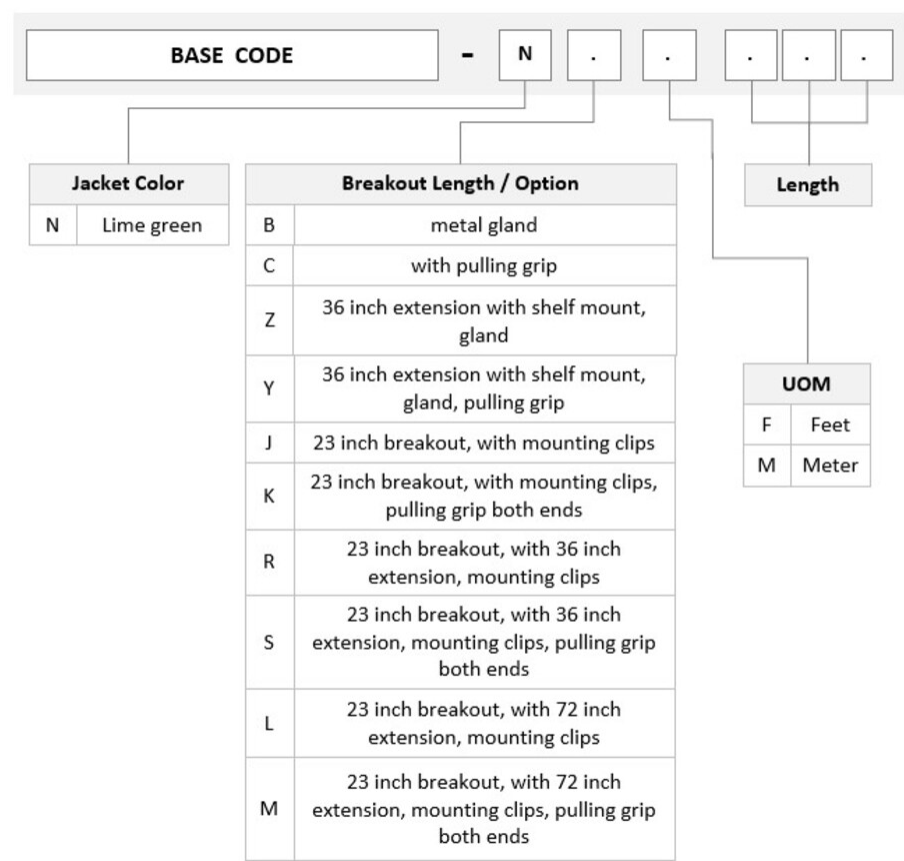 BASE CODE - N . . . . .
Jacket Color
N Lime green
Breakout Length / Option
B metal gland
C with pulling grip
Z 36 inch extension with shelf mount,
gland
Y 36 inch extension with shelf mount,
gland, pulling grip
J 23 inch breakout, with mounting clips
K 23 inch breakout, with mounting clips,
pulling grip both ends
R 23 inch breakout, with 36 inch
extension, mounting clips
S 23 inch breakout, with 36 inch
extension, mounting clips, pulling grip
both ends
L 23 inch breakout, with 72 inch
extension, mounting clips
M 23 inch breakout, with 72 inch
extension, mounting clips, pulling grip
both ends
Length
UOM
F Feet
M Meter